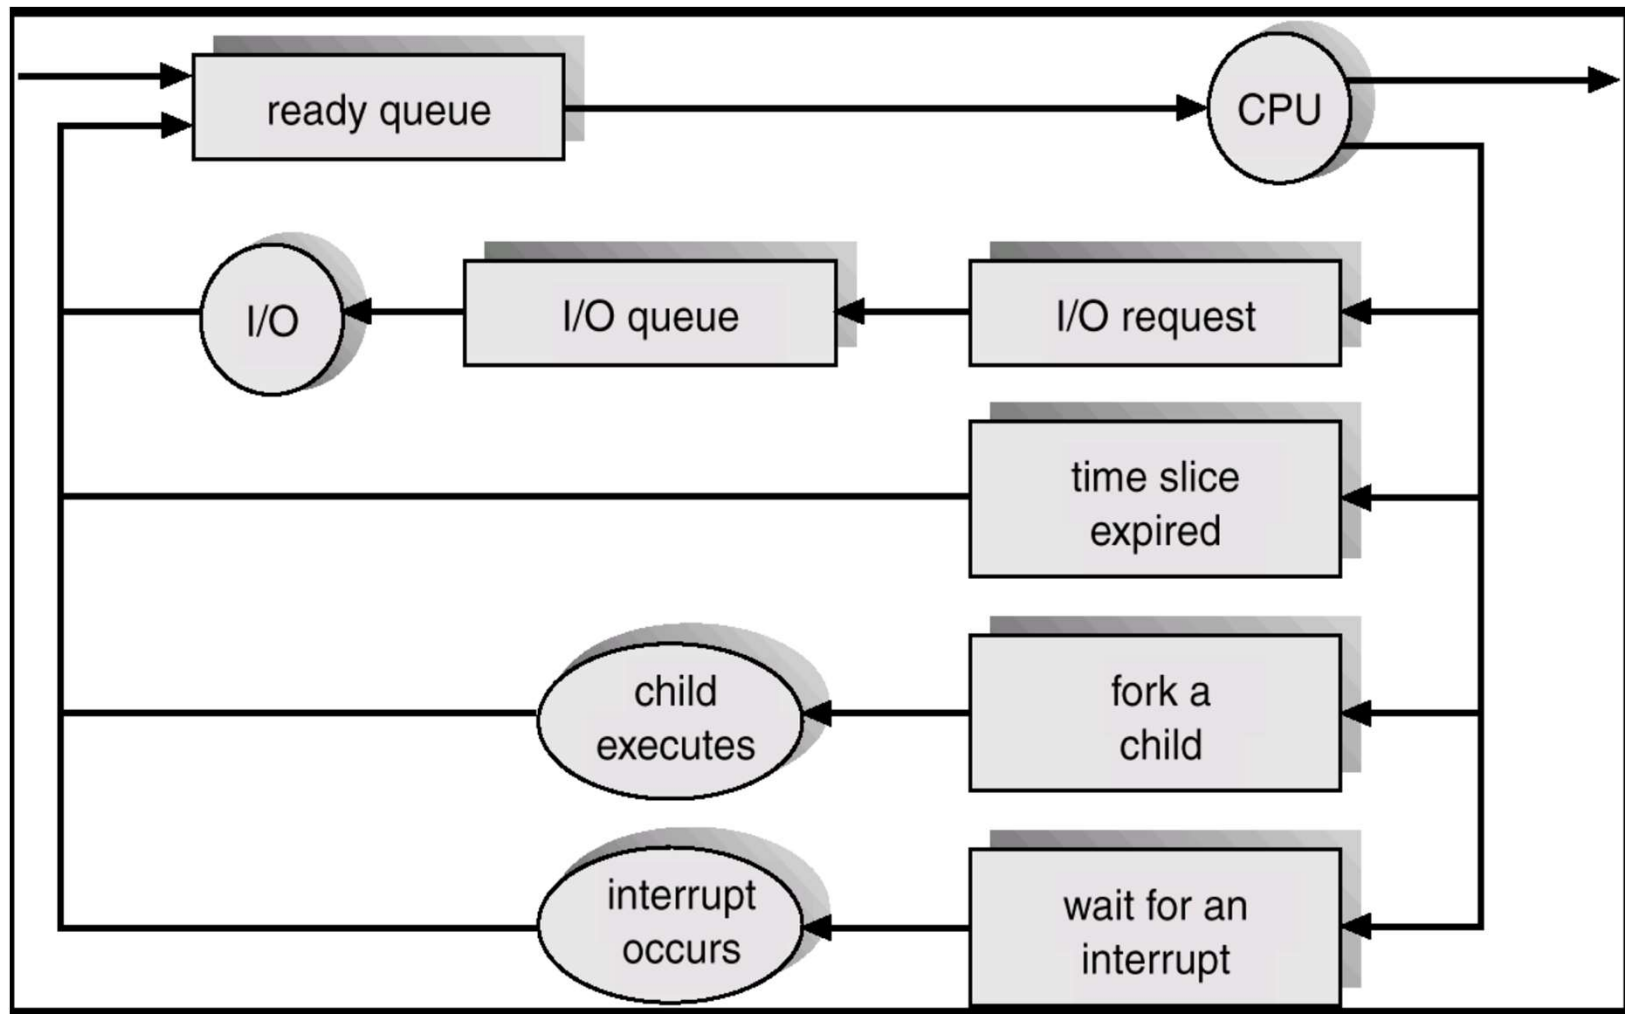 ready queue
CPU
I/O
I/O queue
I/O request
time slice
expired
child
executes
fork a
child
interrupt
occurs
wait for an
interrupt